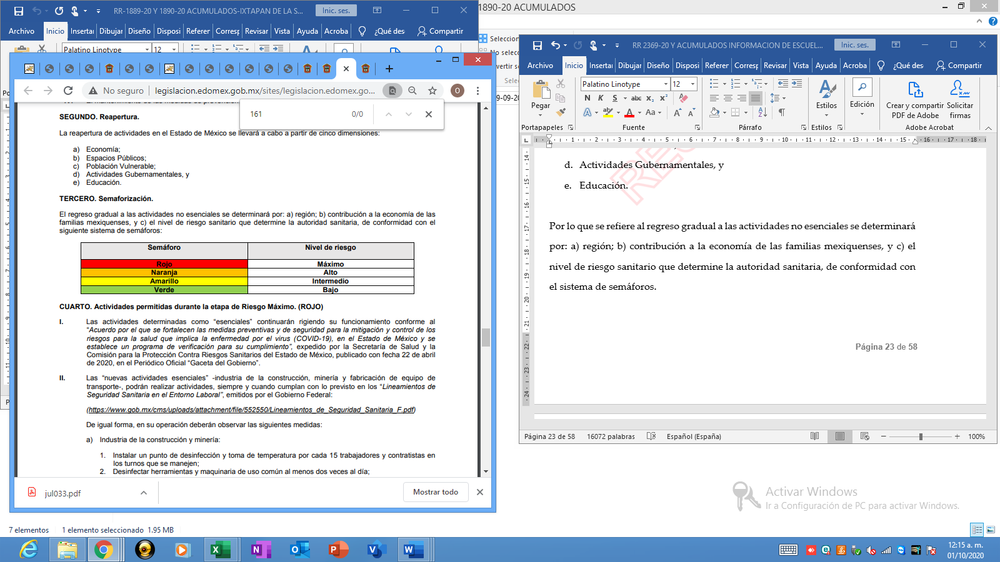 RR-1889-20 Y 1890-20 ACUMULADOS-IXTAPAN DE LA S...
Inic. ses.
1890-20 ACUMULADOS
Archivo Inicio Insertar Dibujar Diseño Disposi Referer Corresp Revisar Vista Ayuda Acroba ¿Qué des Compartir
Palatino Linotype 12
Seleccion
No selecc
vertir se
Selec
9-09-20
No seguro legislacion.edomex.gob.mx/sites/legislacion.edomex.go...
O
161 0/0
SEGUNDO. Reapertura.
La reapertura de actividades en el Estado de México se llevará a cabo a partir de cinco dimensiones:
a) Economía;
b) Espacios Públicos;
c) Población Vulnerable;
d) Actividades Gubernamentales, y
e) Educación.
TERCERO. Semaforización.
El regreso gradual a las actividades no esenciales se determinará por: a) región; b) contribución a la economía de las
familias mexiquenses, y c) el nivel de riesgo sanitario que determine la autoridad sanitaria, de conformidad con el
siguiente sistema de semáforos:
Semáforo Nivel de riesgo
Rojo Máximo
Naranja Alto
Amarillo Intermedio
Verde Bajo
CUARTO. Actividades permitidas durante la etapa de Riesgo Máximo. (ROJO)
I. Las actividades determinadas como “esenciales” continuarán rigiendo su funcionamiento conforme al
“Acuerdo por el que se fortalecen las medidas preventivas y de seguridad para la mitigación y control de los
riesgos para la salud que implica la enfermedad por el virus (COVID-19), en el Estado de México y se
establece un programa de verificación para su cumplimiento”, expedido por la Secretaría de Salud y la
Comisión para la Protección Contra Riesgos Sanitarios del Estado de México, publicado con fecha 22 de abril
de 2020, en el Periódico Oficial “Gaceta del Gobierno”.
II. Las “nuevas actividades esenciales” -industria de la construcción, minería y fabricación de equipo de
transporte-, podrán realizar actividades, siempre y cuando cumplan con lo previsto en los “Lineamientos de
Seguridad Sanitaria en el Entorno Laboral”, emitidos por el Gobierno Federal:
(https://www.gob.mx/cms/uploads/attachment/file/552550/Lineamientos_de_Seguridad_Sanitaria_F.pdf)
De igual forma, en su operación deberán observar las siguientes medidas:
a) Industria de la construcción y minería:
1. Instalar un punto de desinfección y toma de temperatura por cada 15 trabajadores y contratistas en
los turnos que se manejen;
2. Desinfectar herramientas y maquinaria de uso común al menos dos veces al día;
jul033.pdf
Mostrar todo
7 elementos 1 elemento seleccionado 1.95 MB
RR 2369-20 Y ACUMULADOS INFORMACION DE ESCUEL...
Inic. ses.
Archivo Inicio Insertar Dibujar Diseño Disposi Referer Corresp Revisar Vista Ayuda Acroba ¿Qué des Compartir
Pegar
Palatino Linotype 12
N K S abc x₂ x²
Estilos
Edición
Crear y compartir
PDF de Adobe
Solicitar
firmas
Portapapeles Fuente Párrafo Estilos Adobe Acrobat
d. Actividades Gubernamentales, y
e. Educación.
Por lo que se refiere al regreso gradual a las actividades no esenciales se determinará
por: a) región; b) contribución a la economía de las familias mexiquenses, y c) el
nivel de riesgo sanitario que determine la autoridad sanitaria, de conformidad con
el sistema de semáforos.
Página 23 de 58
Página 23 de 58 16072 palabras Español (España) 100%
Activar Windows
Ir a Configuración de PC para activar Windows.
12:15 a. m.
01/10/2020